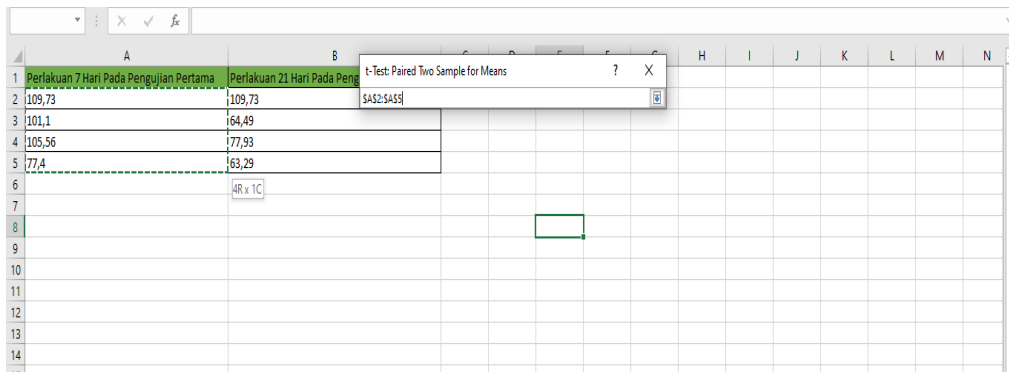 fx
A B C D E F G H I J K L M N
t-Test: Paired Two Sample for Means ? X
$A$2:$A$5
1 Perlakuan 7 Hari Pada Pengujian Pertama Perlakuan 21 Hari Pada Peng
2 109,73 109,73
3 101,1 64,49
4 105,56 77,93
5 77,4 63,29
6
4R x 1C
7
8
9
10
11
12
13
14